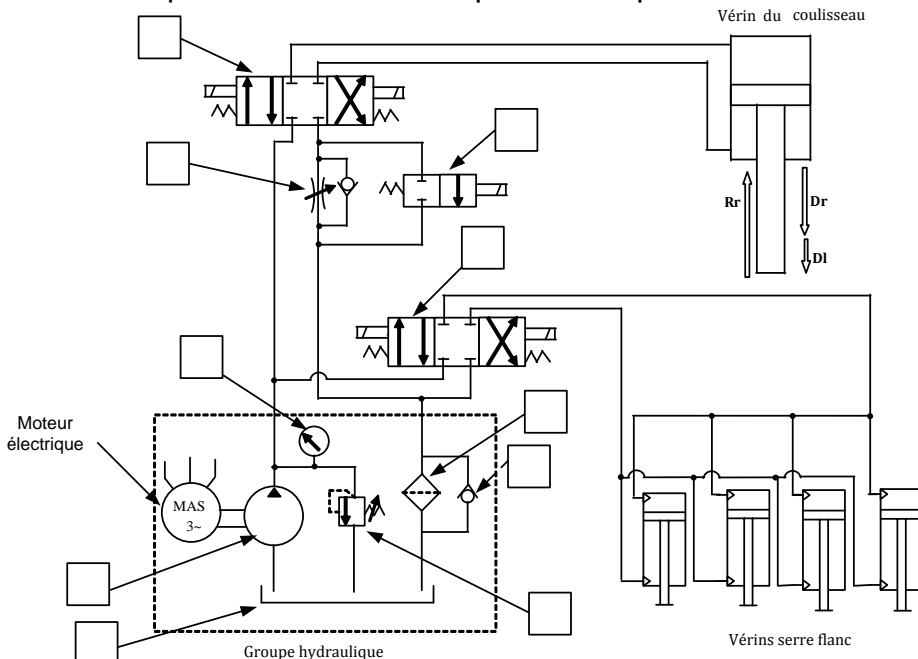 Vérin du coulisseau
Rr
Dr
Dl
Moteur
électrique
MAS
3~
Groupe hydraulique
Vérins serre flanc